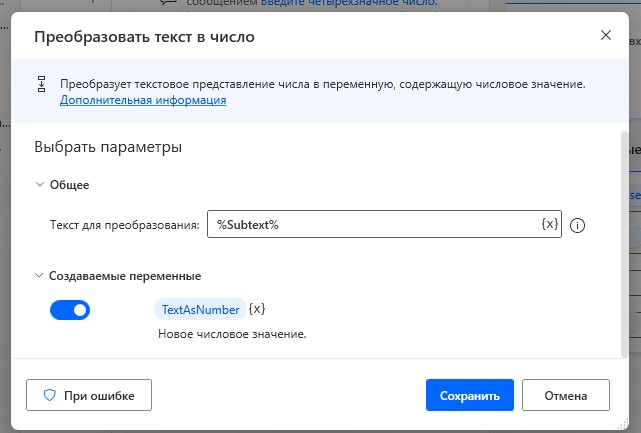 сообщением Введите четырехзначное число.
Преобразовать текст в число
Преобразует текстовое представление числа в переменную, содержащую числовое значение.
Дополнительная информация
Выбрать параметры
Общее
Текст для преобразования: %Subtext% {x}
Создаваемые переменные
TextAsNumber {x}
Новое числовое значение.
При ошибке Сохранить Отмена